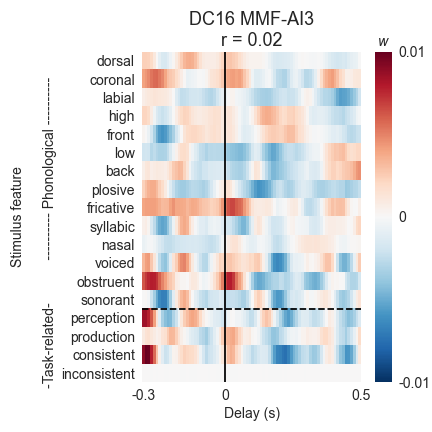 DC16 MMF-AI3
r = 0.02
w
Stimulus feature
---------- Phonological ----------
-Task-related-
dorsal
coronal
labial
high
front
low
back
plosive
fricative
syllabic
nasal
voiced
obstruent
sonorant
perception
production
consistent
inconsistent
-0.3
0
0.5
Delay (s)
0.01
0
-0.01